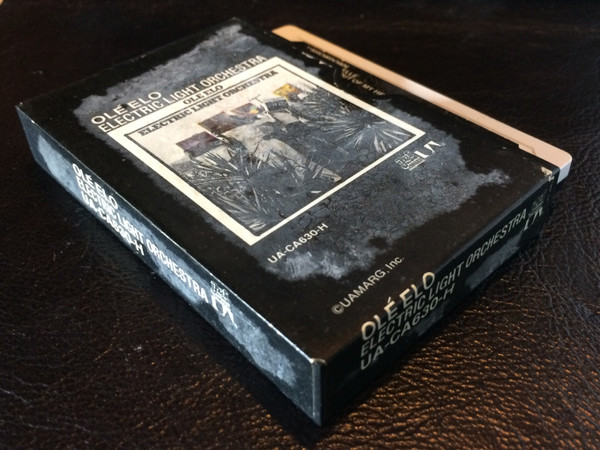 OLÉ ELO
ELECTRIC LIGHT ORCHESTRA
OLÉ ELO
ELECTRIC LIGHT ORCHESTRA
UA-CA630-H
©UAMARG, Inc.
OLÉ ELO
ELECTRIC LIGHT ORCHESTRA
UA-CA630-H
OLÉ ELO
ELECTRIC LIGHT ORCHESTRA
UA-CA630-H